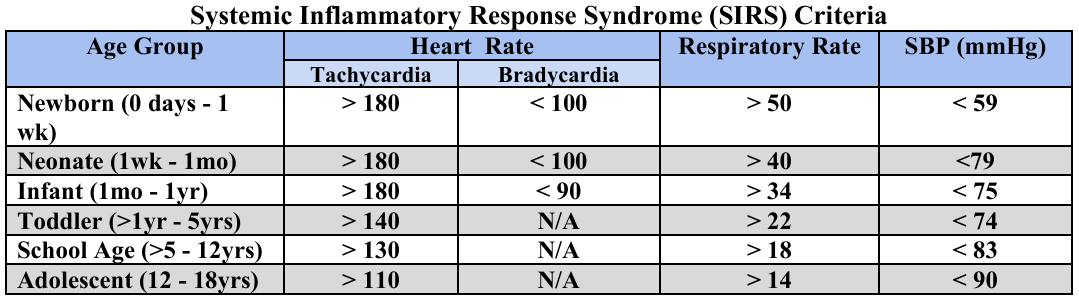 Systemic Inflammatory Response Syndrome (SIRS) Criteria
Age Group Heart Rate Respiratory Rate SBP (mmHg)
Tachycardia Bradycardia
Newborn (0 days - 1 wk) > 180 < 100 > 50 < 59
Neonate (1wk - 1mo) > 180 < 100 > 40 <79
Infant (1mo - 1yr) > 180 < 90 > 34 < 75
Toddler (>1yr - 5yrs) > 140 N/A > 22 < 74
School Age (>5 - 12yrs) > 130 N/A > 18 < 83
Adolescent (12 - 18yrs) > 110 N/A > 14 < 90